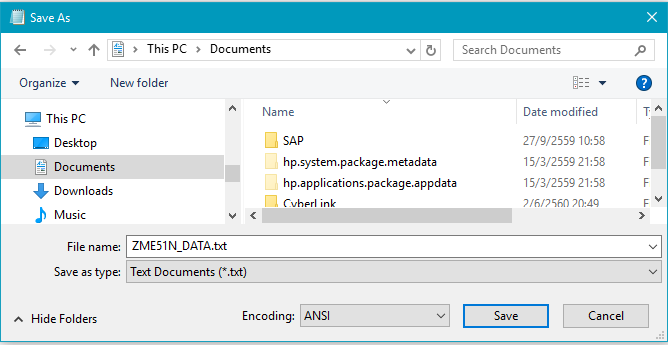 Save As
This PC > Documents
Search Documents
Organize
New folder
?
This PC
Desktop
Documents
Downloads
Music
Name Date modified
SAP 27/9/2559 10:58 F
hp.system.package.metadata 15/3/2559 21:58 F
hp.applications.package.appdata 15/3/2559 21:58 F
CyberLink 2/6/2560 20:49
File name: ZME51N_DATA.txt
Save as type: Text Documents (*.txt)
Hide Folders
Encoding: ANSI
Save
Cancel